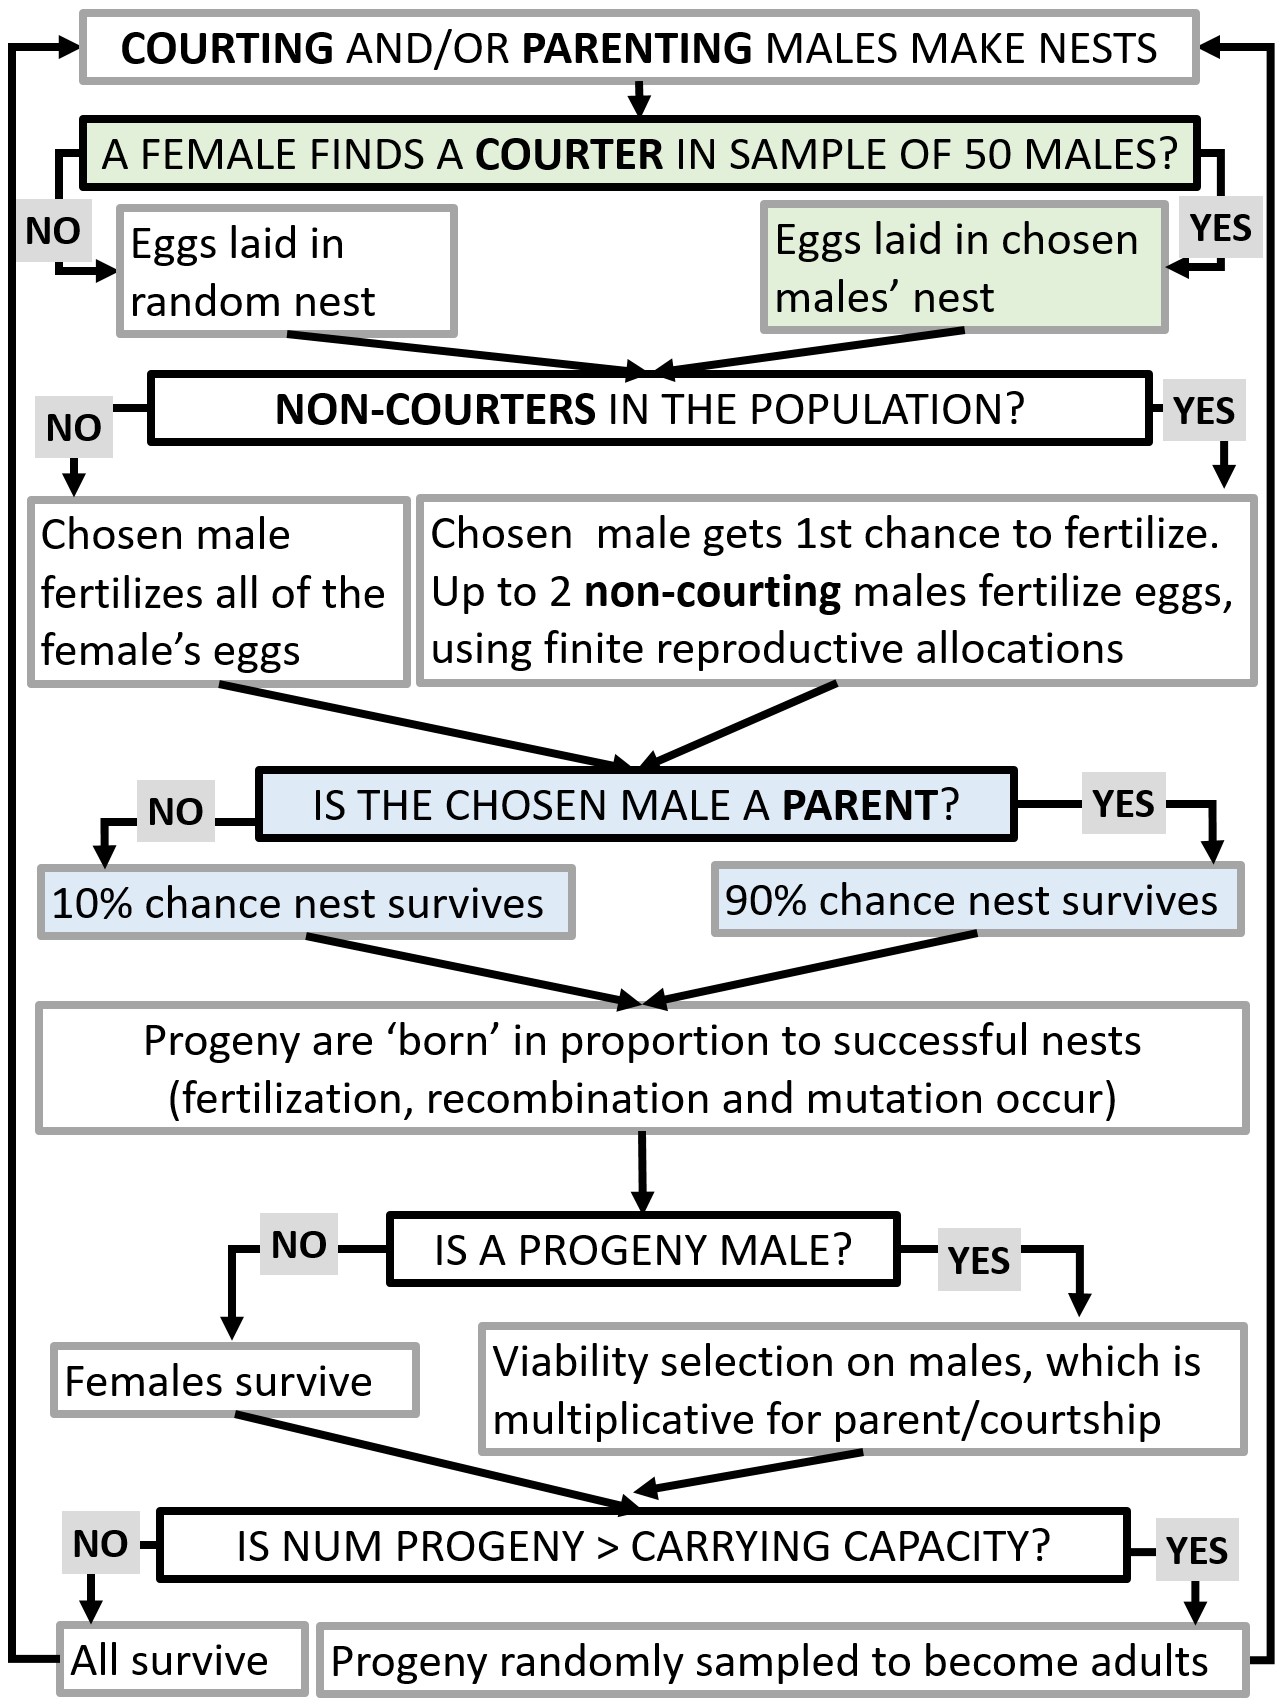 COURTING AND/OR PARENTING MALES MAKE NESTS
A FEMALE FINDS A COURTER IN SAMPLE OF 50 MALES?
NO
YES
Eggs laid in
random nest
Eggs laid in chosen
males’ nest
NON-COURTERS IN THE POPULATION?
NO
YES
Chosen male
fertilizes all of the
female’s eggs
Chosen  male gets 1st chance to fertilize.
Up to 2 non-courting males fertilize eggs,
using finite reproductive allocations
IS THE CHOSEN MALE A PARENT?
NO
YES
10% chance nest survives
90% chance nest survives
Progeny are ‘born’ in proportion to successful nests
(fertilization, recombination and mutation occur)
IS A PROGENY MALE?
NO
YES
Females survive
Viability selection on males, which is
multiplicative for parent/courtship
IS NUM PROGENY > CARRYING CAPACITY?
NO
YES
All survive
Progeny randomly sampled to become adults